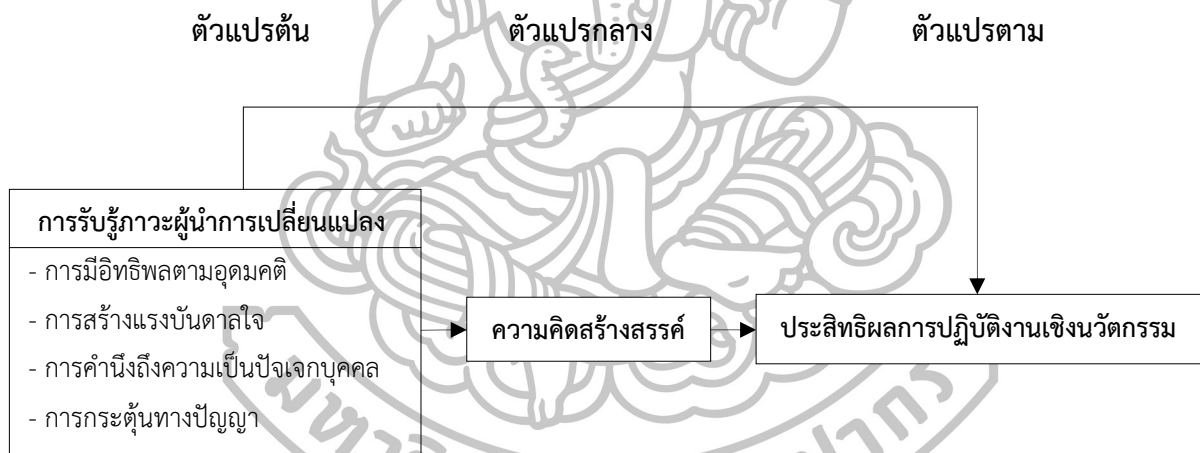 ตัวแปรต้น ตัวแปรกลาง ตัวแปรตาม
การรับรู้ภาวะผู้นำการเปลี่ยนแปลง
- การมีอิทธิพลตามอุดมคติ
- การสร้างแรงบันดาลใจ
- การคำนึงถึงความเป็นปัจเจกบุคคล
- การกระตุ้นทางปัญญา
ความคิดสร้างสรรค์
ประสิทธิผลการปฏิบัติงานเชิงนวัตกรรม